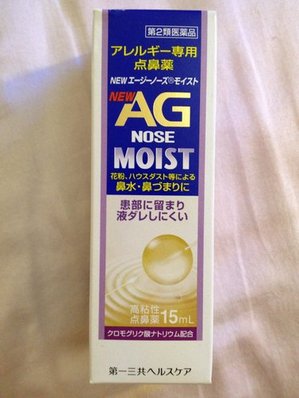 第2類医薬品
アレルギー専用
点鼻薬
NEWエージーノーズ®モイスト
NEW
AG
NOSE
MOIST
花粉、ハウスダスト等による
鼻水・鼻づまりに
患部に留まり
液ダレしにくい
高粘性
点鼻薬 15mL
クロモグリク酸ナトリウム配合
第一三共ヘルスケア